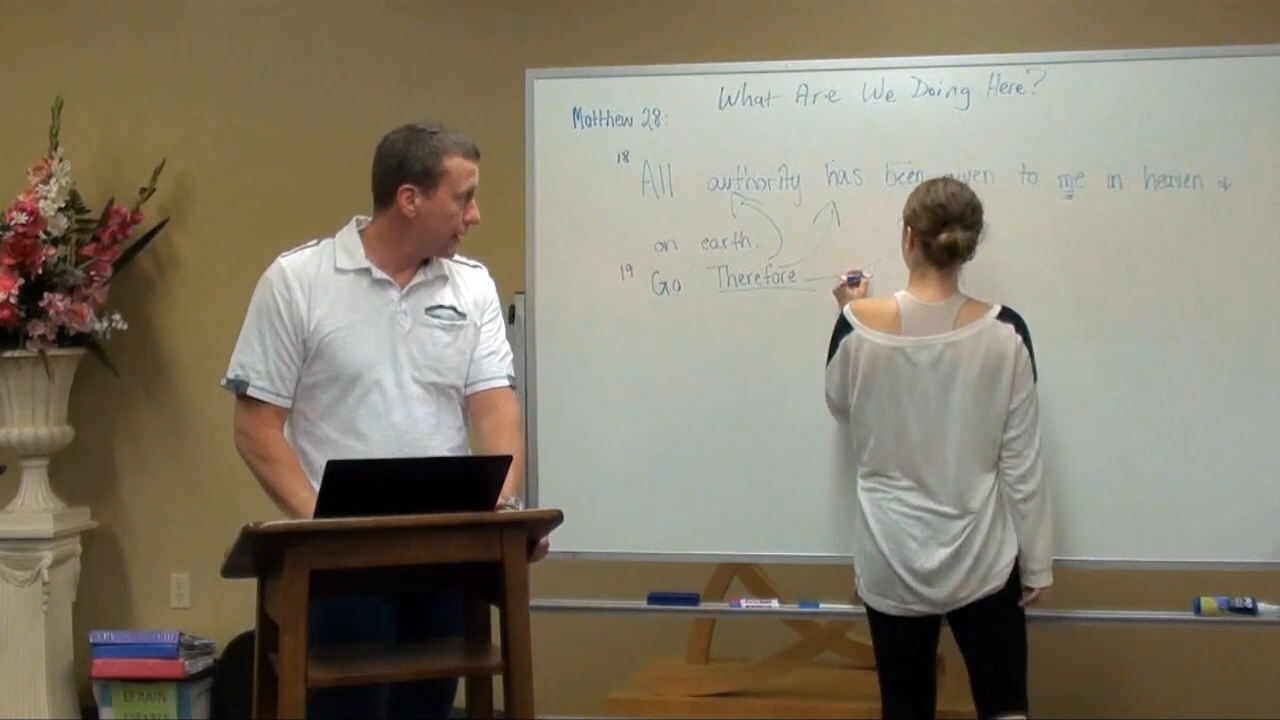 What Are We Doing Here?
Matthew 28:
18 All authority has been given to me in heaven &
on earth.
19 Go Therefore
EFRAIN